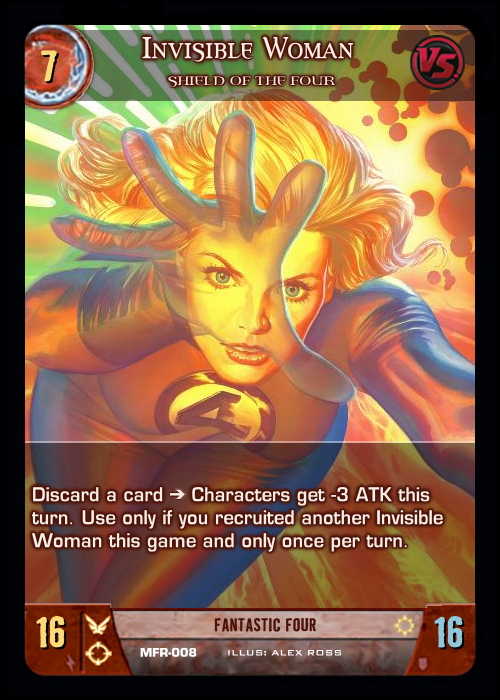 7
INVISIBLE WOMAN
VS
SHIELD OF THE FOUR
4
Discard a card ➔ Characters get -3 ATK this
turn. Use only if you recruited another Invisible
Woman this game and only once per turn.
16
FANTASTIC FOUR
16
MFR-008 ILLUS: ALEX ROSS